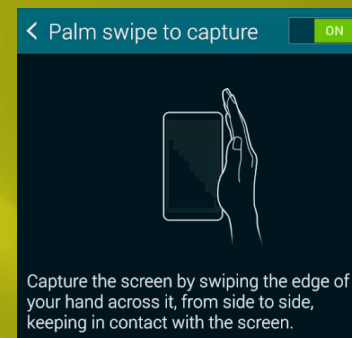 Palm swipe to capture ON
Capture the screen by swiping the edge of
your hand across it, from side to side,
keeping in contact with the screen.